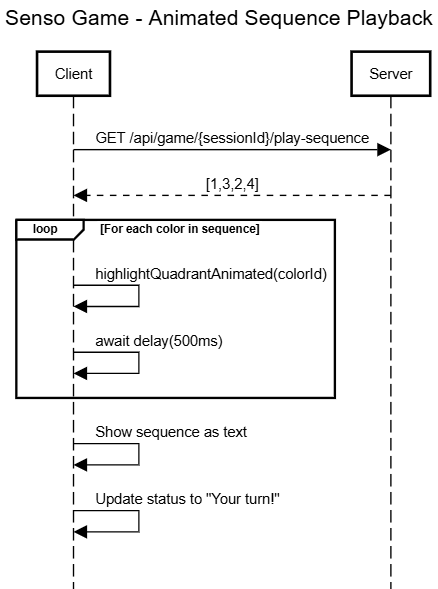 Senso Game - Animated Sequence Playback
Client
Server
GET /api/game/{sessionId}/play-sequence
[1,3,2,4]
loop
[For each color in sequence]
highlightQuadrantAnimated(colorId)
await delay(500ms)
Show sequence as text
Update status to "Your turn!"